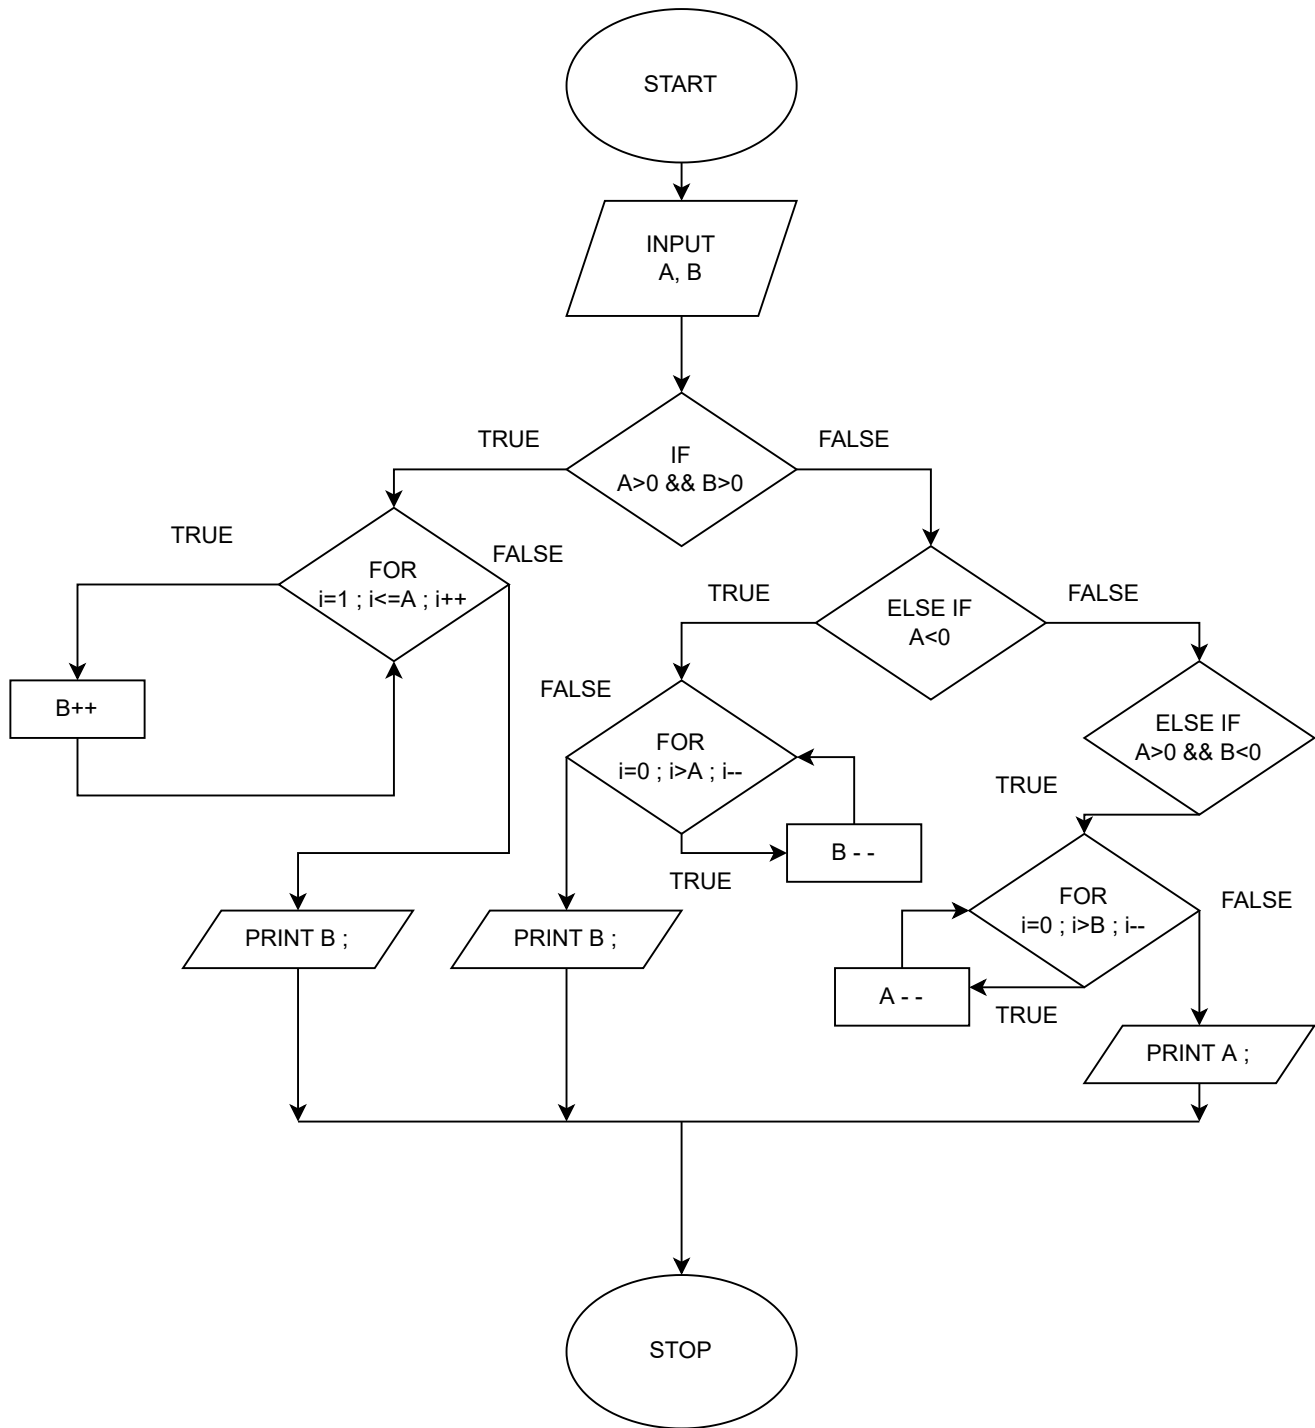 START
INPUT
A, B
TRUE
FALSE
IF
A>0 && B>0
TRUE
FALSE
FOR
i=1 ; i<=A ; i++
TRUE
FALSE
ELSE IF
A<0
B++
FALSE
FOR
i=0 ; i>A ; i--
ELSE IF
A>0 && B<0
TRUE
B - -
TRUE
FOR
i=0 ; i>B ; i--
FALSE
PRINT B ;
PRINT B ;
A - -
TRUE
PRINT A ;
STOP